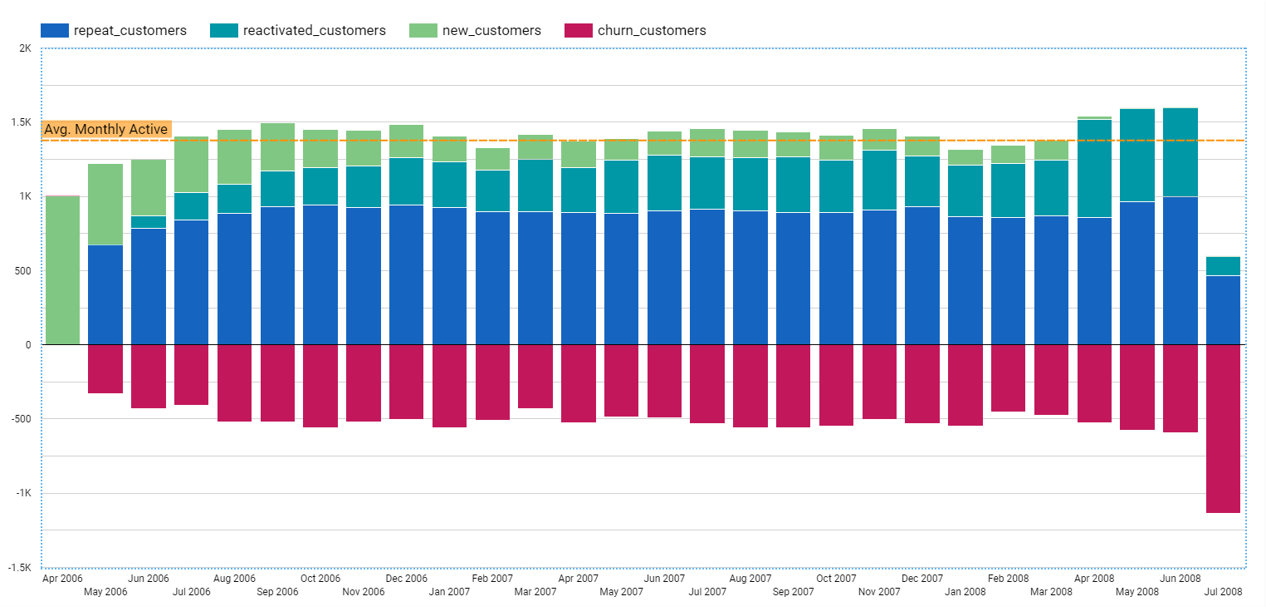 repeat_customers reactivated_customers new_customers churn_customers
2K
1.5K
Avg. Monthly Active
1K
500
0
-500
-1K
-1.5K
Apr 2006 Jun 2006 Aug 2006 Oct 2006 Dec 2006 Feb 2007 Apr 2007 Jun 2007 Aug 2007 Oct 2007 Dec 2007 Feb 2008 Apr 2008 Jun 2008
May 2006 Jul 2006 Sep 2006 Nov 2006 Jan 2007 Mar 2007 May 2007 Jul 2007 Sep 2007 Nov 2007 Jan 2008 Mar 2008 May 2008 Jul 2008